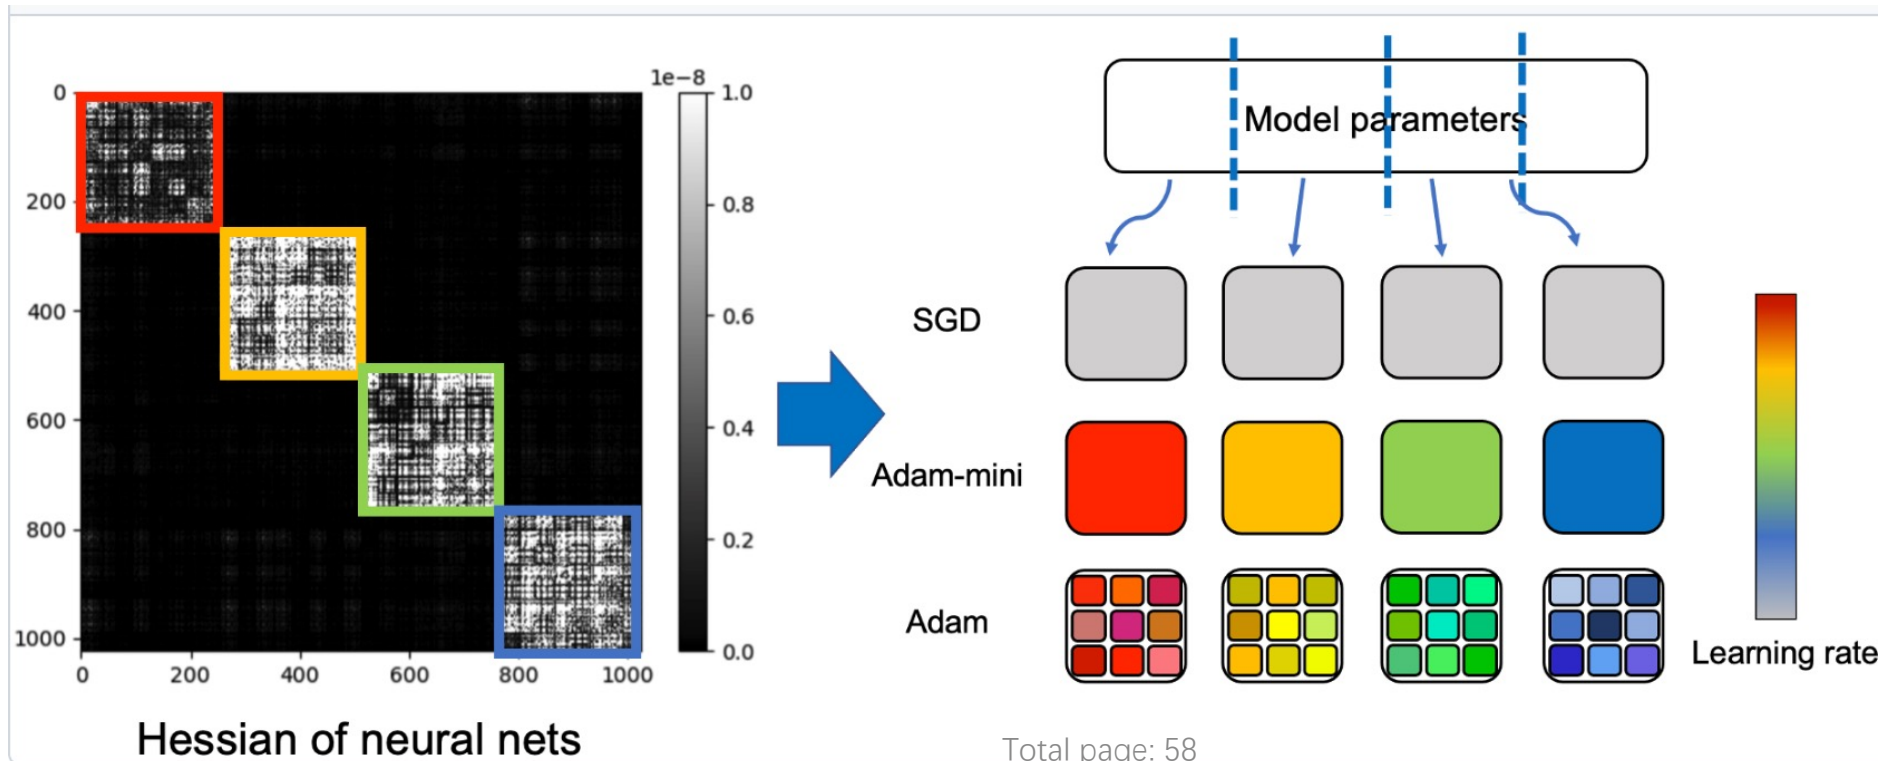 1e−8
0
200
400
600
800
1000
0
200
400
600
800
1000
1.0
0.8
0.6
0.4
0.2
0.0
Hessian of neural nets
Model parameters
SGD
Adam-mini
Adam
Learning rate
Total page: 58